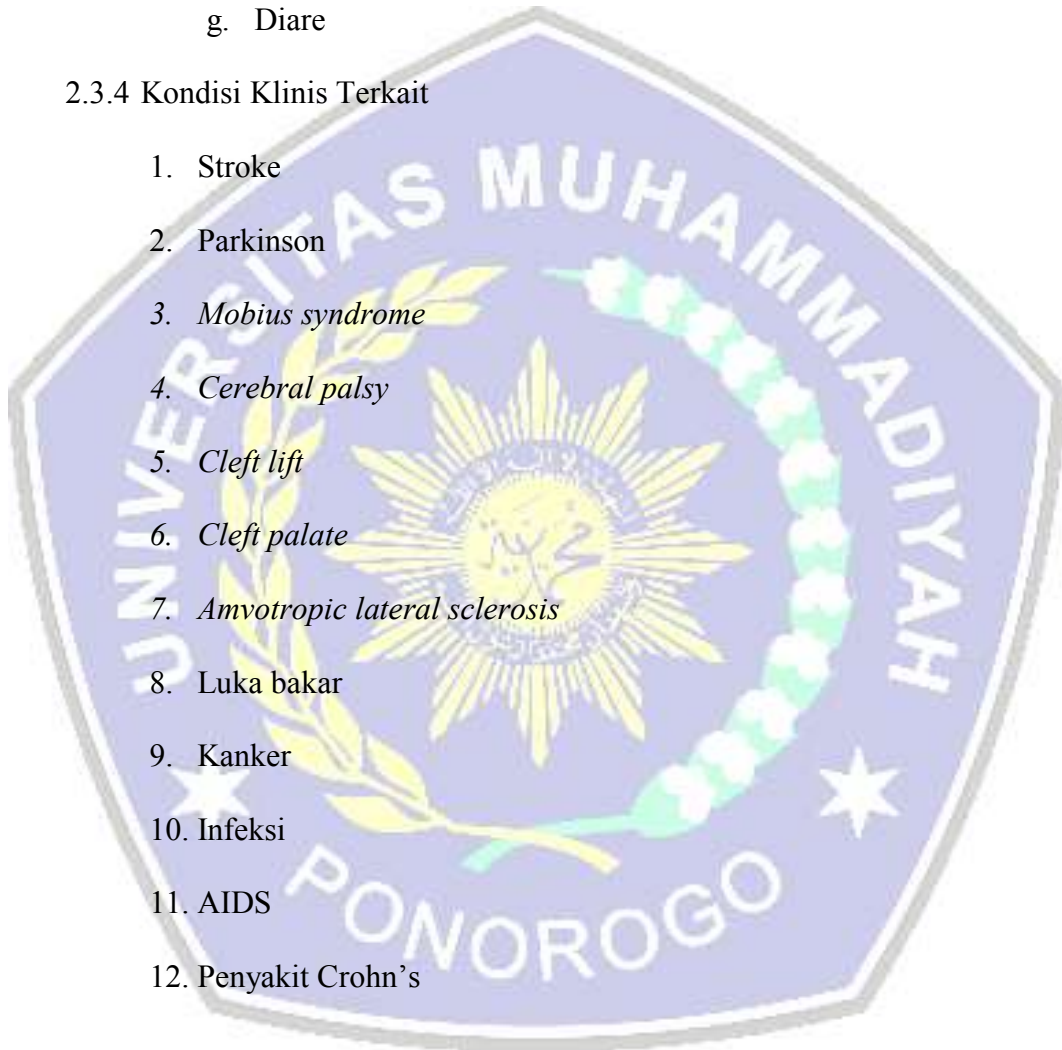 g. Diare
2.3.4 Kondisi Klinis Terkait
1. Stroke
2. Parkinson
3. Mobius syndrome
4. Cerebral palsy
5. Cleft lift
6. Cleft palate
7. Amvotropic lateral sclerosis
8. Luka bakar
9. Kanker
10. Infeksi
11. AIDS
12. Penyakit Crohn’s
UNIVERSITAS MUHAMMADIYAH
PONOROGO